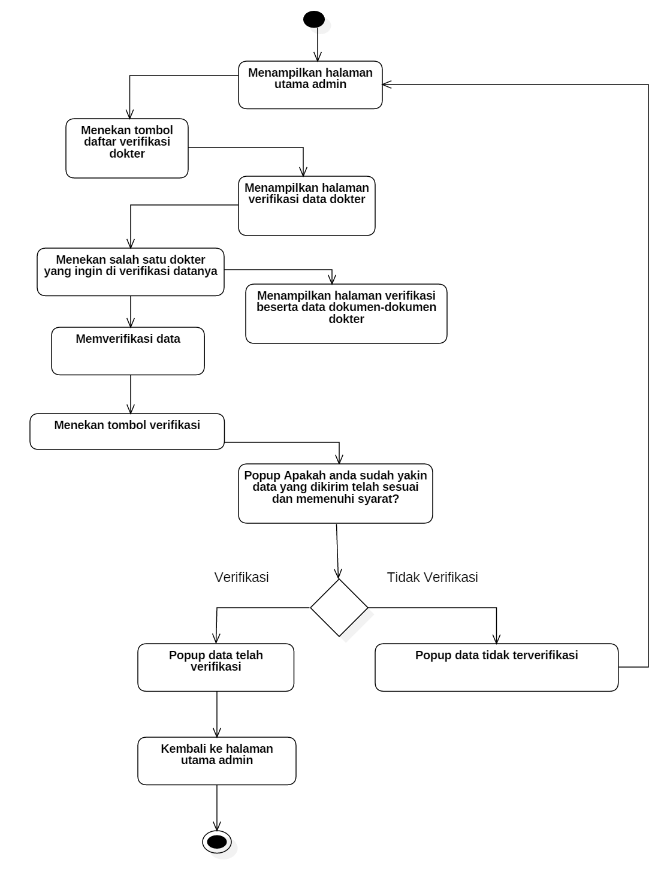 Menampilkan halaman
utama admin
Menekan tombol
daftar verifikasi
dokter
Menampilkan halaman
verifikasi data dokter
Menekan salah satu dokter
yang ingin di verifikasi datanya
Menampilkan halaman verifikasi
beserta data dokumen-dokumen
dokter
Memverifikasi data
Menekan tombol verifikasi
Popup Apakah anda sudah yakin
data yang dikirim telah sesuai
dan memenuhi syarat?
Verifikasi
Tidak Verifikasi
Popup data telah
verifikasi
Popup data tidak terverifikasi
Kembali ke halaman
utama admin